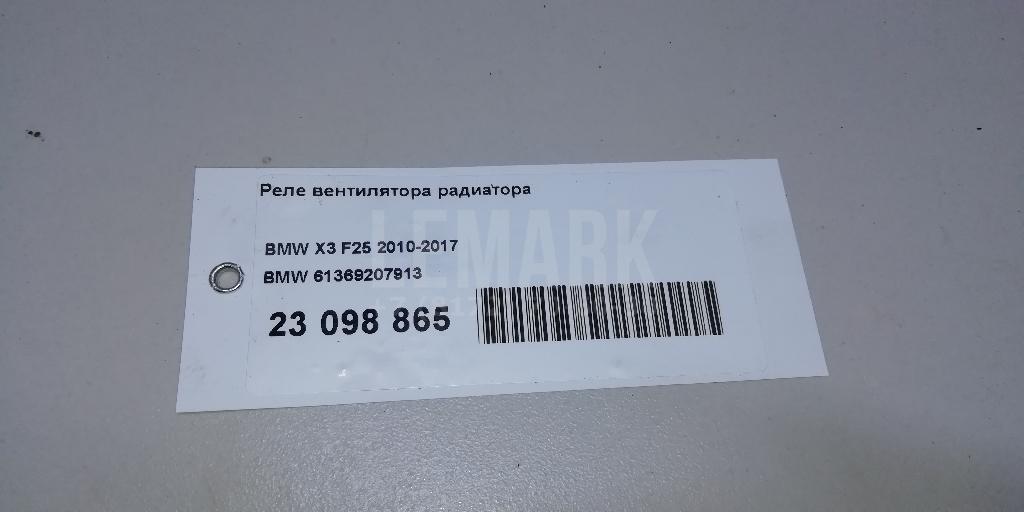 Реле вентилятора радиатора
LEMARK
BMW X3 F25 2010-2017
BMW 61369207913
23 098 865